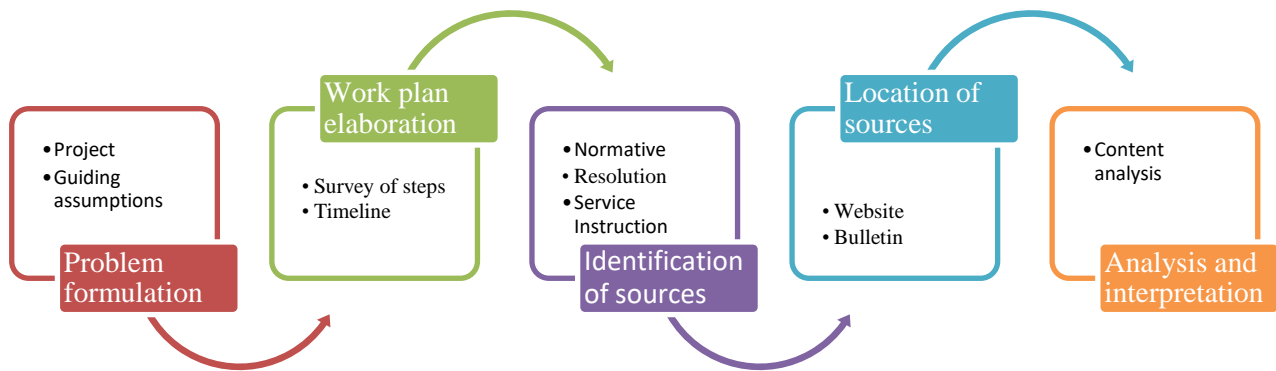 • Project
• Guiding
assumptions
Problem
formulation
Work plan
elaboration
• Survey of steps
• Timeline
• Normative
• Resolution
• Service
Instruction
Identification
of sources
Location of
sources
• Website
• Bulletin
• Content
analysis
Analysis and
interpretation